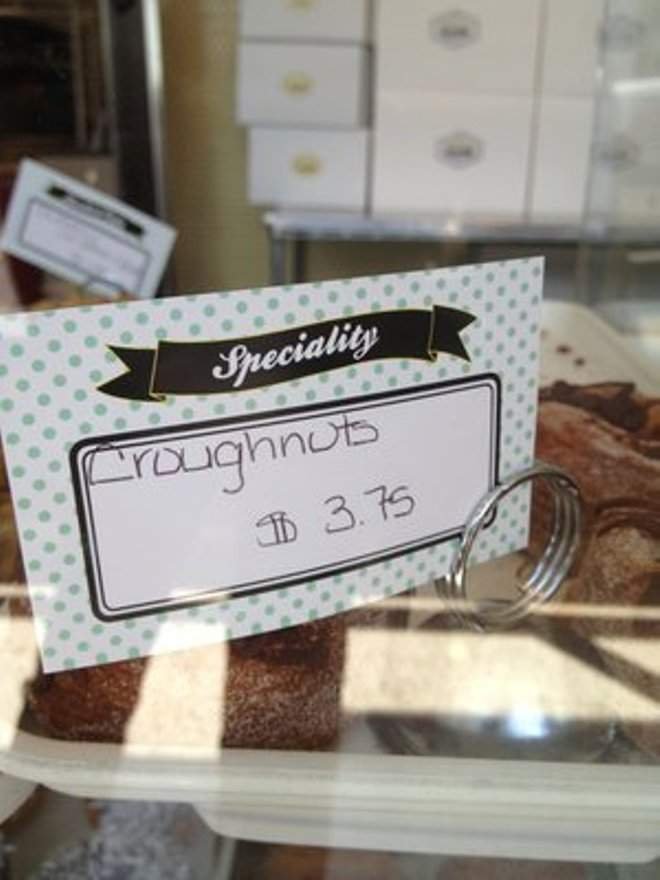 Speciality
Croughnuts
$ 3.75